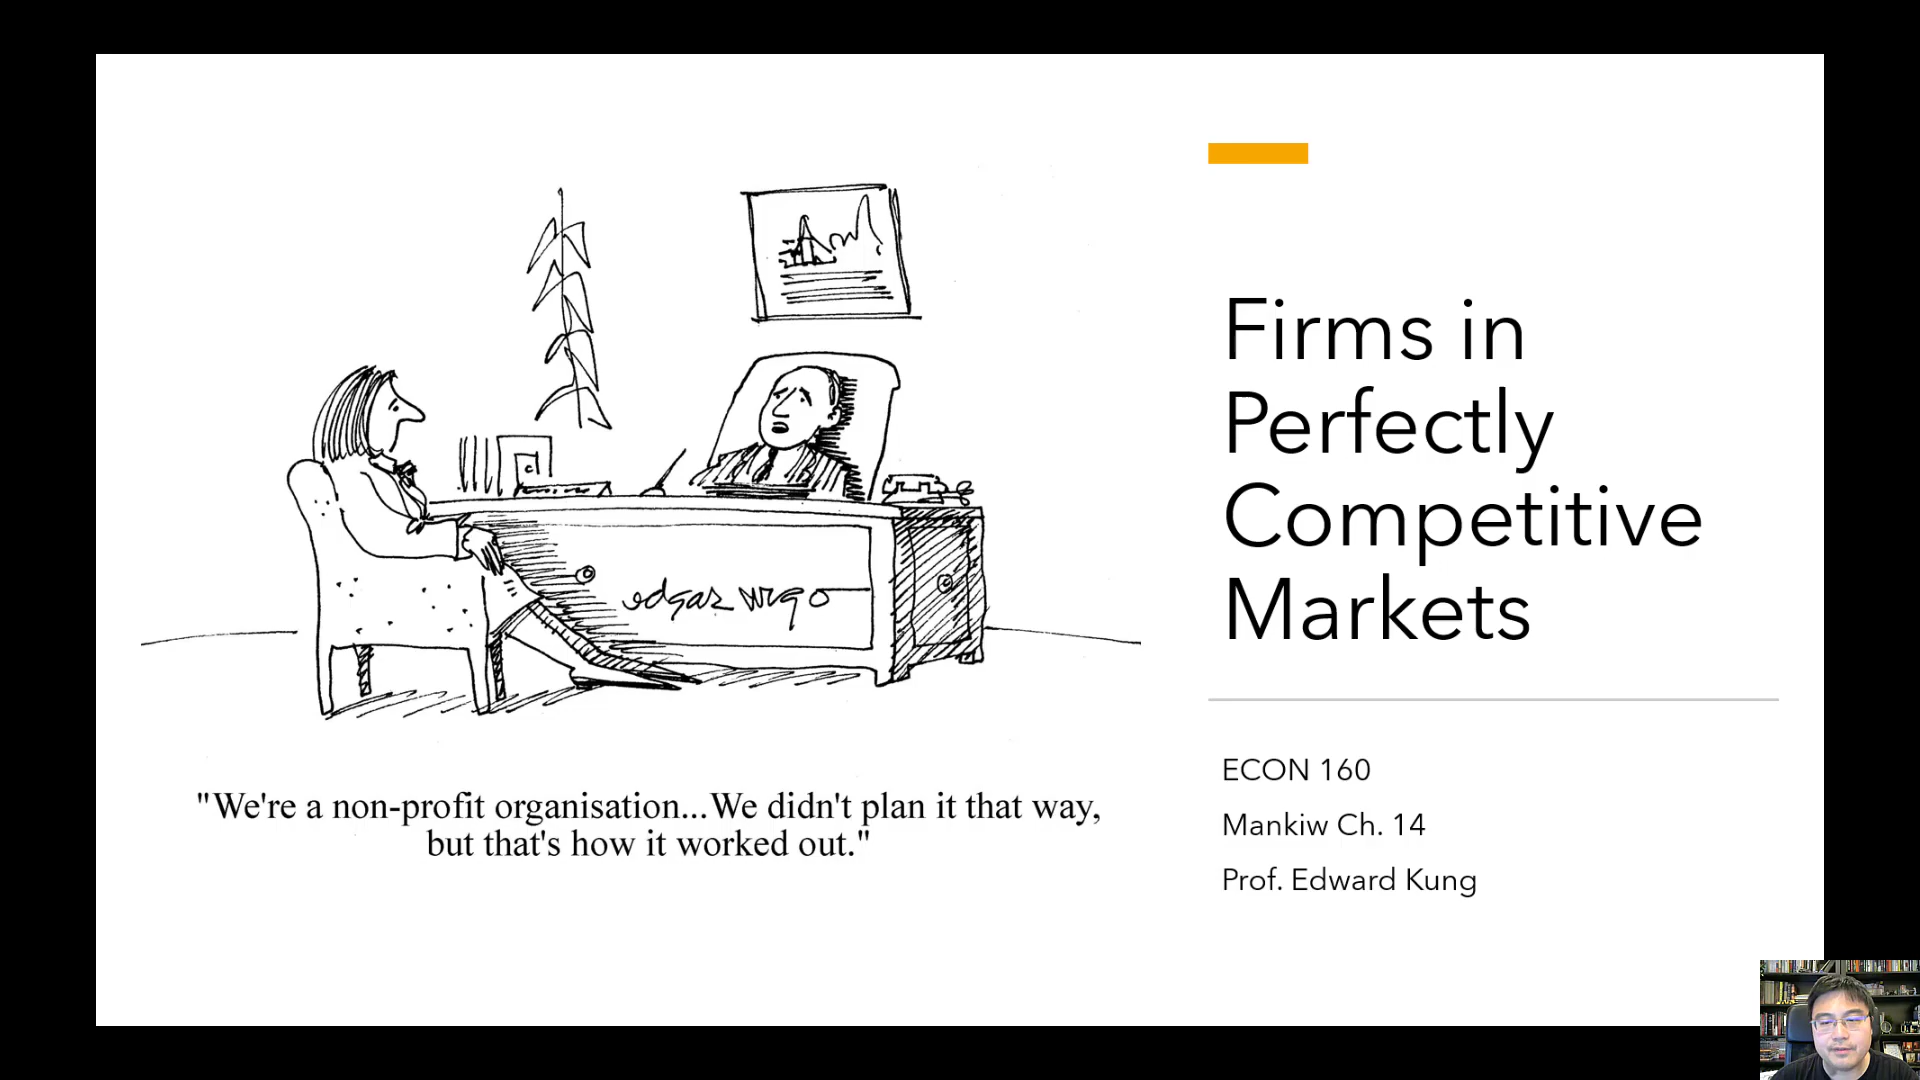 Firms in
Perfectly
Competitive
Markets
ECON 160
Mankiw Ch. 14
Prof. Edward Kung
"We're a non-profit organisation...We didn't plan it that way,
but that's how it worked out."